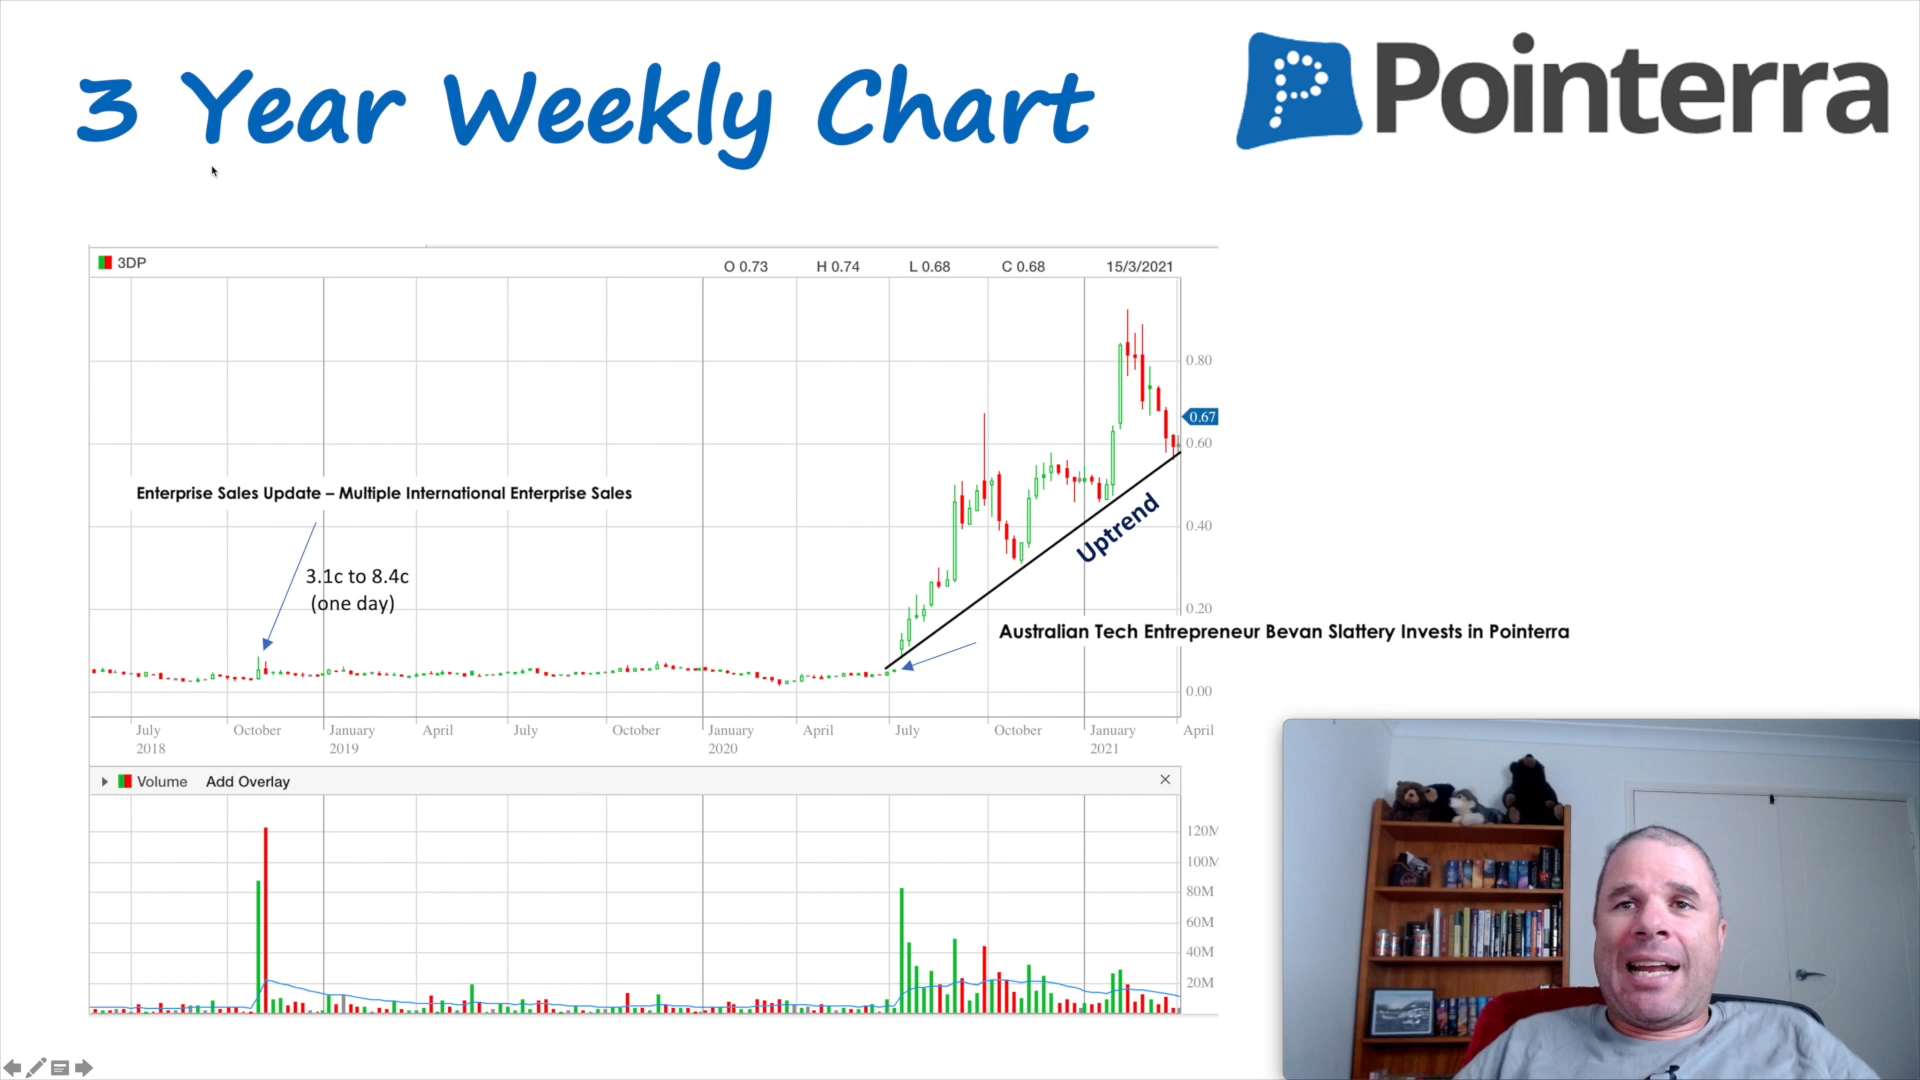 3 Year Weekly Chart
Pointerra
3DP
O 0.73 H 0.74 L 0.68 C 0.68 15/3/2021
0.80
0.67
0.60
Enterprise Sales Update – Multiple International Enterprise Sales
Uptrend
0.40
3.1c to 8.4c
(one day)
0.20
Australian Tech Entrepreneur Bevan Slattery Invests in Pointerra
0.00
July October January April July October January April July October January April
2018 2019 2020 2021
Volume Add Overlay
120M
100M
80M
60M
40M
20M